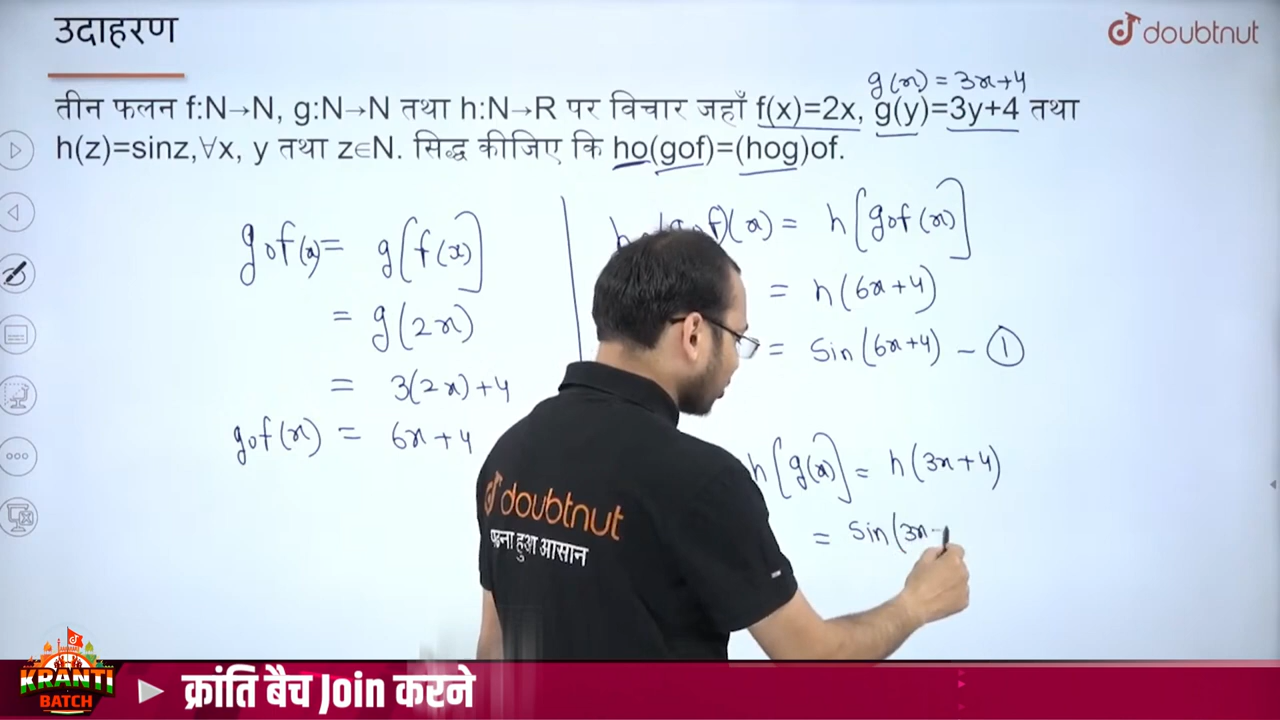 उदाहरण
doubtnut
g(x) = 3x+4
तीन फलन f:N→N, g:N→N तथा h:N→R पर विचार जहाँ f(x)=2x, g(y)=3y+4 तथा
h(z)=sinz,∀x, y तथा z∈N. सिद्ध कीजिए कि ho(gof)=(hog)of.
gof(x) = g[f(x)]
= g(2x)
= 3(2x)+4
gof(x) = 6x+4
ho(gof)(x) = h[gof(x)]
= h(6x+4)
= Sin(6x+4) – ①
h[g(x)] = h(3x+4)
= Sin(3x
doubtnut
पढ़ना हुआ आसान
KRANTI
BATCH
क्रांति बैच Join करने